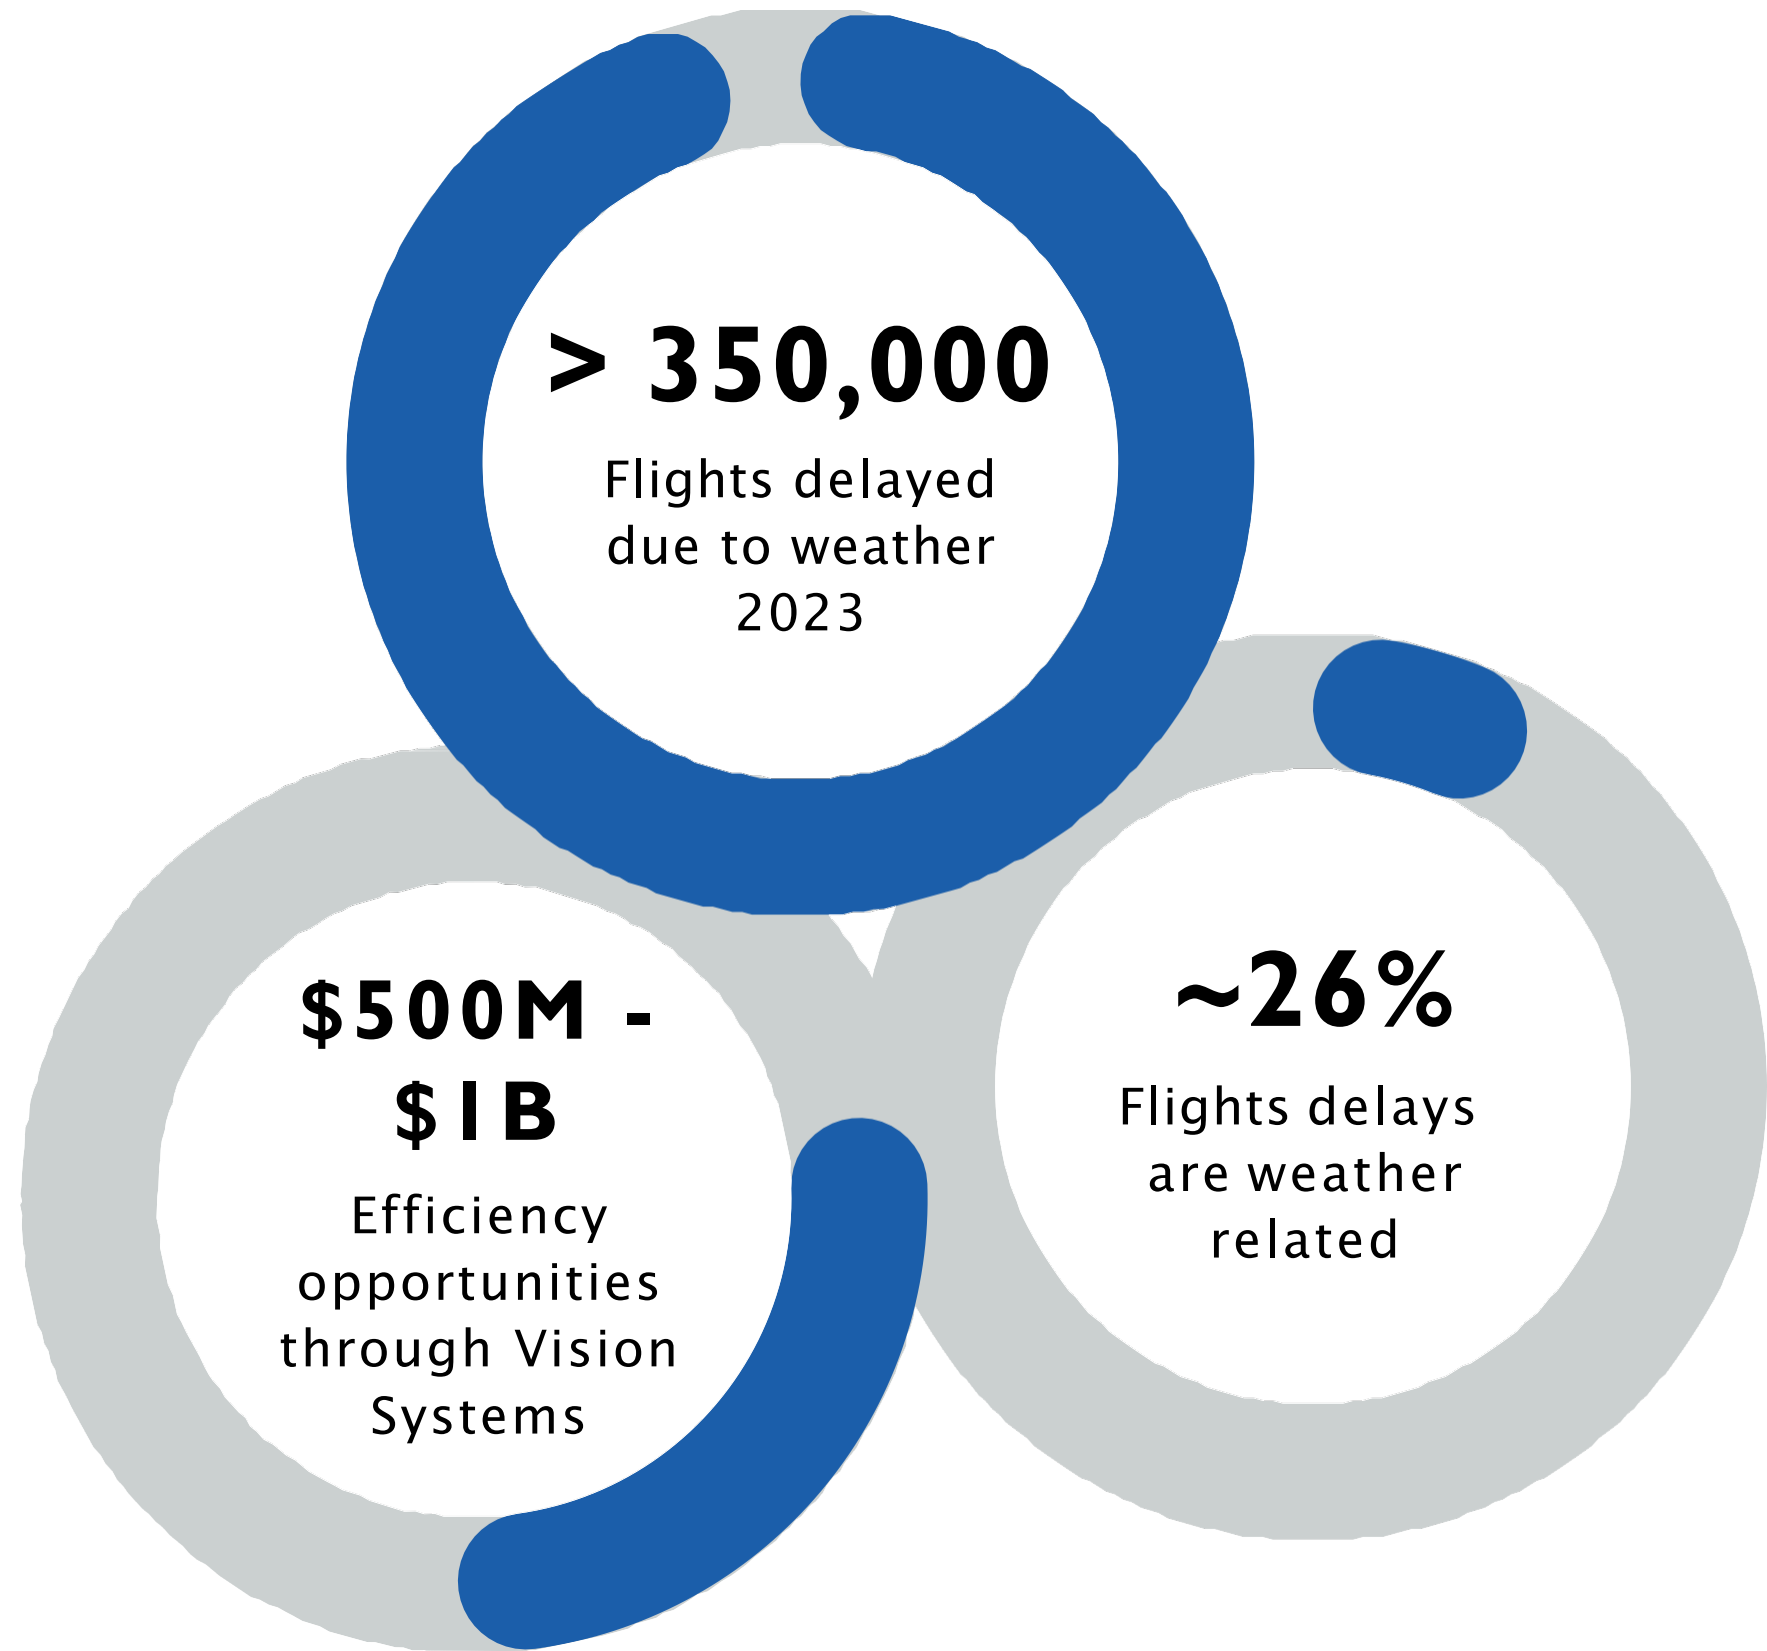 > 350,000
Flights delayed
due to weather
2023
$500M -
$1B
Efficiency
opportunities
through Vision
Systems
~26%
Flights delays
are weather
related